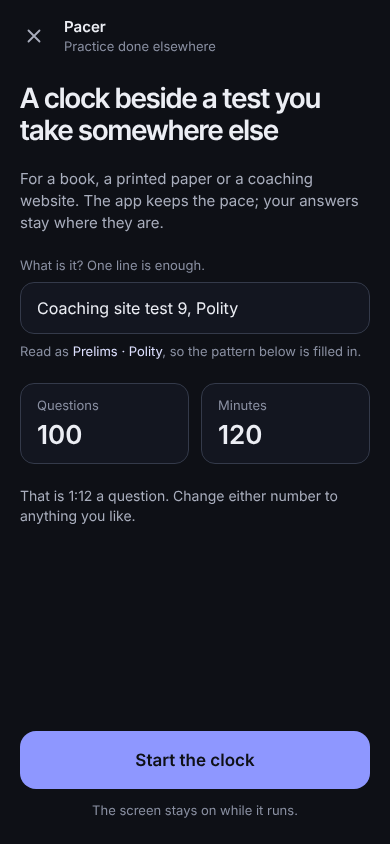 Pacer
Practice done elsewhere
A clock beside a test you
take somewhere else
For a book, a printed paper or a coaching
website. The app keeps the pace; your answers
stay where they are.
What is it? One line is enough.
Coaching site test 9, Polity
Read as Prelims · Polity, so the pattern below is filled in.
Questions
100
Minutes
120
That is 1:12 a question. Change either number to
anything you like.
Start the clock
The screen stays on while it runs.